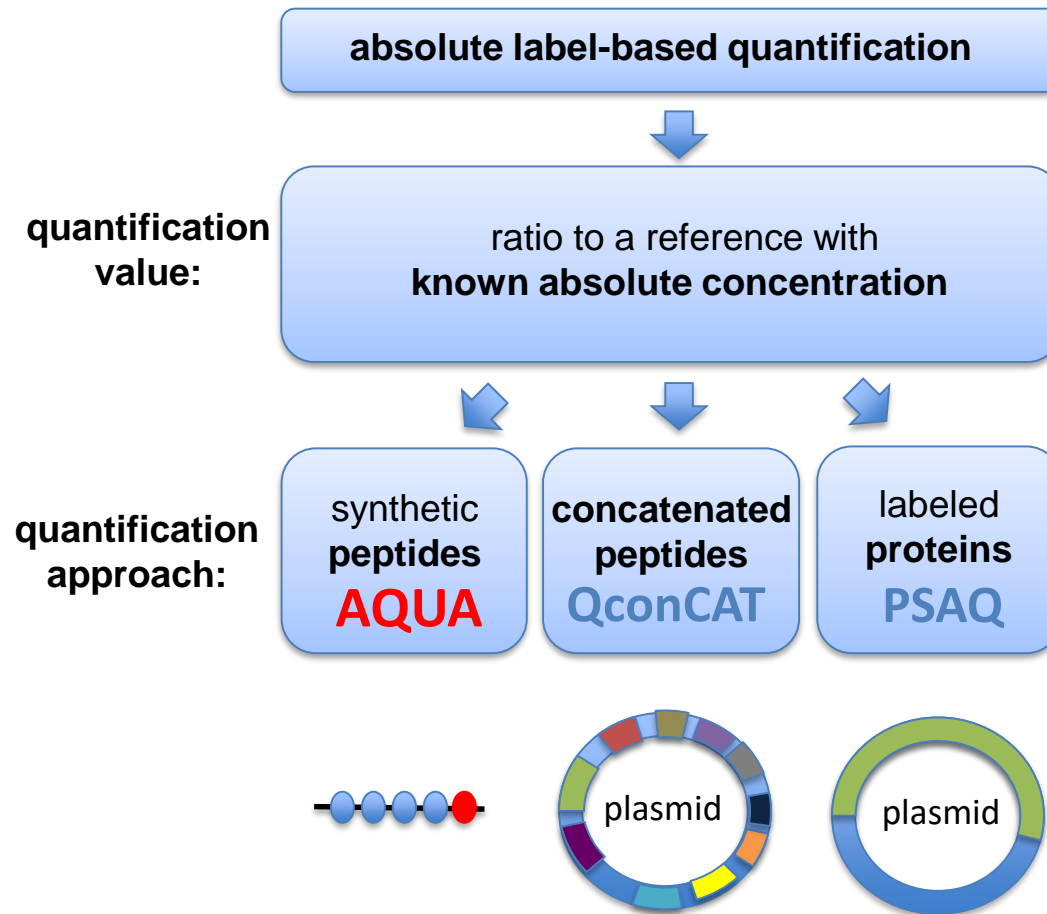 absolute label-based quantification
quantification
value:
ratio to a reference with
known absolute concentration
quantification
approach:
synthetic
peptides
AQUA
concatenated
peptides
QconCAT
labeled
proteins
PSAQ
plasmid
plasmid